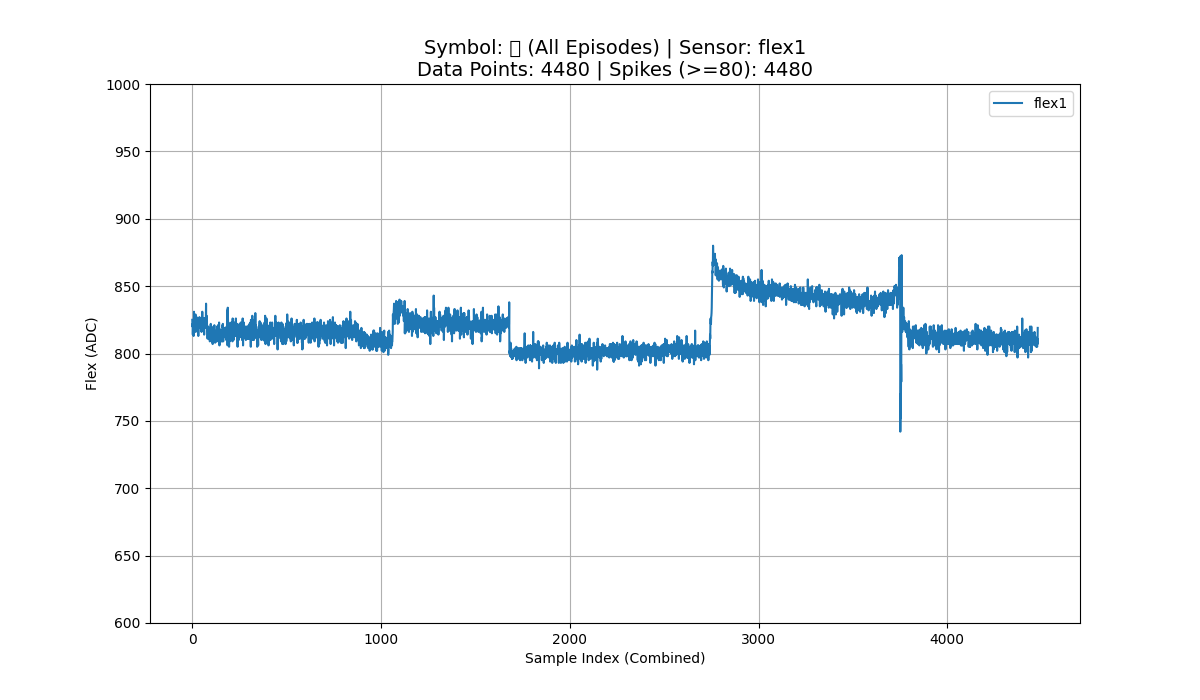 Symbol: (All Episodes) | Sensor: flex1
Data Points: 4480 | Spikes (>=80): 4480
flex1
1000
950
900
850
800
750
700
650
600
Flex (ADC)
0 1000 2000 3000 4000
Sample Index (Combined)